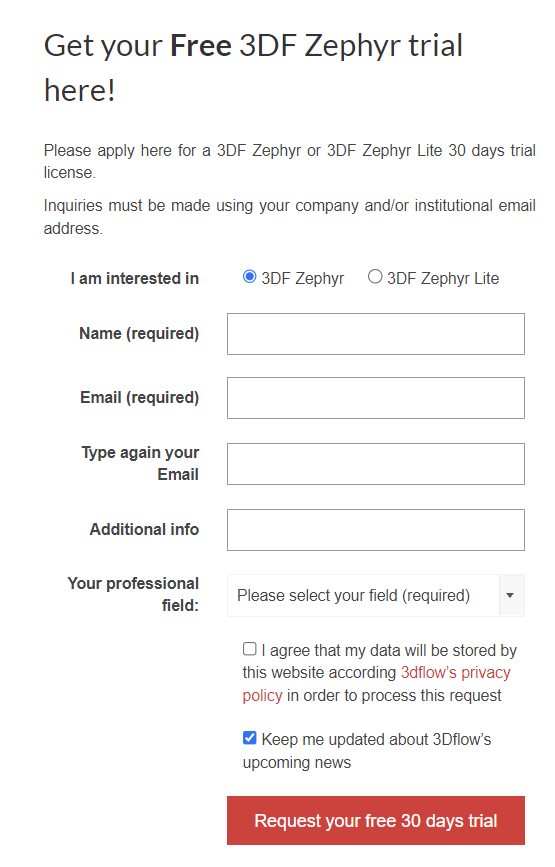 Get your Free 3DF Zephyr trial
here!
Please apply here for a 3DF Zephyr or 3DF Zephyr Lite 30 days trial
license.
Inquiries must be made using your company and/or institutional email
address.
I am interested in
3DF Zephyr
3DF Zephyr Lite
Name (required)
Email (required)
Type again your
Email
Additional info
Your professional
field:
Please select your field (required)
I agree that my data will be stored by
this website according 3dflow's privacy
policy in order to process this request
Keep me updated about 3Dflow's
upcoming news
Request your free 30 days trial